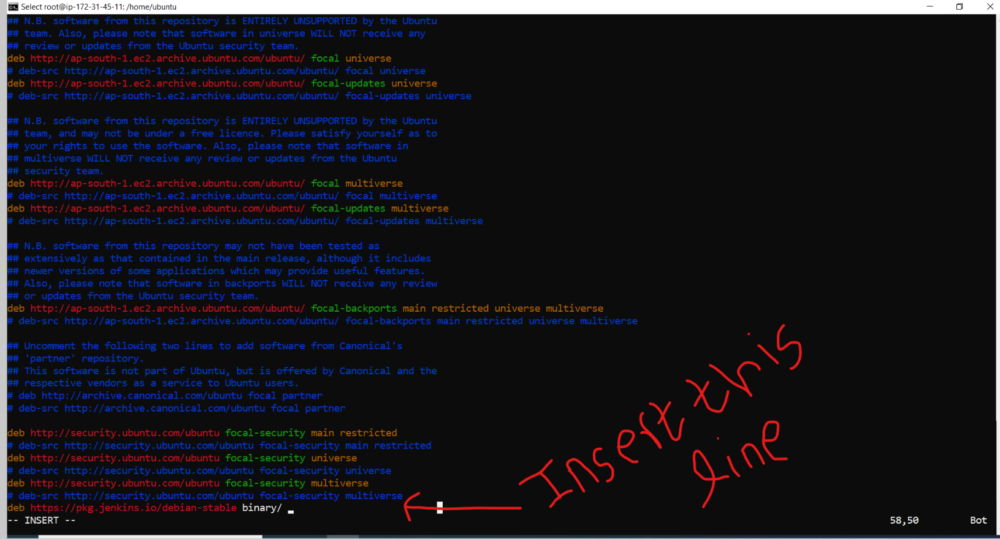 Select root@ip-172-31-45-11: /home/ubuntu
## N.B. software from this repository is ENTIRELY UNSUPPORTED by the Ubuntu
## team. Also, please note that software in universe WILL NOT receive any
## review or updates from the Ubuntu security team.
deb http://ap-south-1.ec2.archive.ubuntu.com/ubuntu/ focal universe
# deb-src http://ap-south-1.ec2.archive.ubuntu.com/ubuntu/ focal universe
deb http://ap-south-1.ec2.archive.ubuntu.com/ubuntu/ focal-updates universe
# deb-src http://ap-south-1.ec2.archive.ubuntu.com/ubuntu/ focal-updates universe
## N.B. software from this repository is ENTIRELY UNSUPPORTED by the Ubuntu
## team, and may not be under a free licence. Please satisfy yourself as to
## your rights to use the software. Also, please note that software in
## multiverse WILL NOT receive any review or updates from the Ubuntu
## security team.
deb http://ap-south-1.ec2.archive.ubuntu.com/ubuntu/ focal multiverse
# deb-src http://ap-south-1.ec2.archive.ubuntu.com/ubuntu/ focal multiverse
deb http://ap-south-1.ec2.archive.ubuntu.com/ubuntu/ focal-updates multiverse
# deb-src http://ap-south-1.ec2.archive.ubuntu.com/ubuntu/ focal-updates multiverse
## N.B. software from this repository may not have been tested as
## extensively as that contained in the main release, although it includes
## newer versions of some applications which may provide useful features.
## Also, please note that software in backports WILL NOT receive any review
## or updates from the Ubuntu security team.
deb http://ap-south-1.ec2.archive.ubuntu.com/ubuntu/ focal-backports main restricted universe multiverse
# deb-src http://ap-south-1.ec2.archive.ubuntu.com/ubuntu/ focal-backports main restricted universe multiverse
## Uncomment the following two lines to add software from Canonical's
## 'partner' repository.
## This software is not part of Ubuntu, but is offered by Canonical and the
## respective vendors as a service to Ubuntu users.
# deb http://archive.canonical.com/ubuntu focal partner
# deb-src http://archive.canonical.com/ubuntu focal partner
deb http://security.ubuntu.com/ubuntu focal-security main restricted
# deb-src http://security.ubuntu.com/ubuntu focal-security main restricted
deb http://security.ubuntu.com/ubuntu focal-security universe
# deb-src http://security.ubuntu.com/ubuntu focal-security universe
deb http://security.ubuntu.com/ubuntu focal-security multiverse
# deb-src http://security.ubuntu.com/ubuntu focal-security multiverse
deb https://pkg.jenkins.io/debian-stable binary/
Insert this
line
-- INSERT -- 58,50 Bot